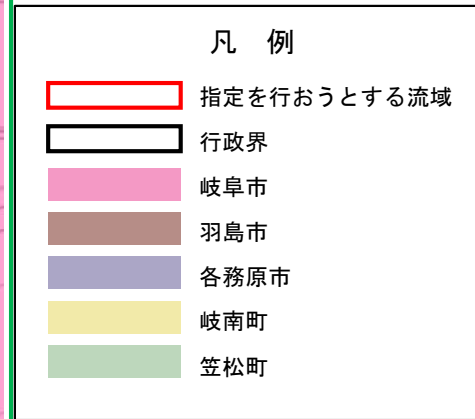 凡 例
指定を行おうとする流域
行政界
岐阜市
羽島市
各務原市
岐南町
笠松町